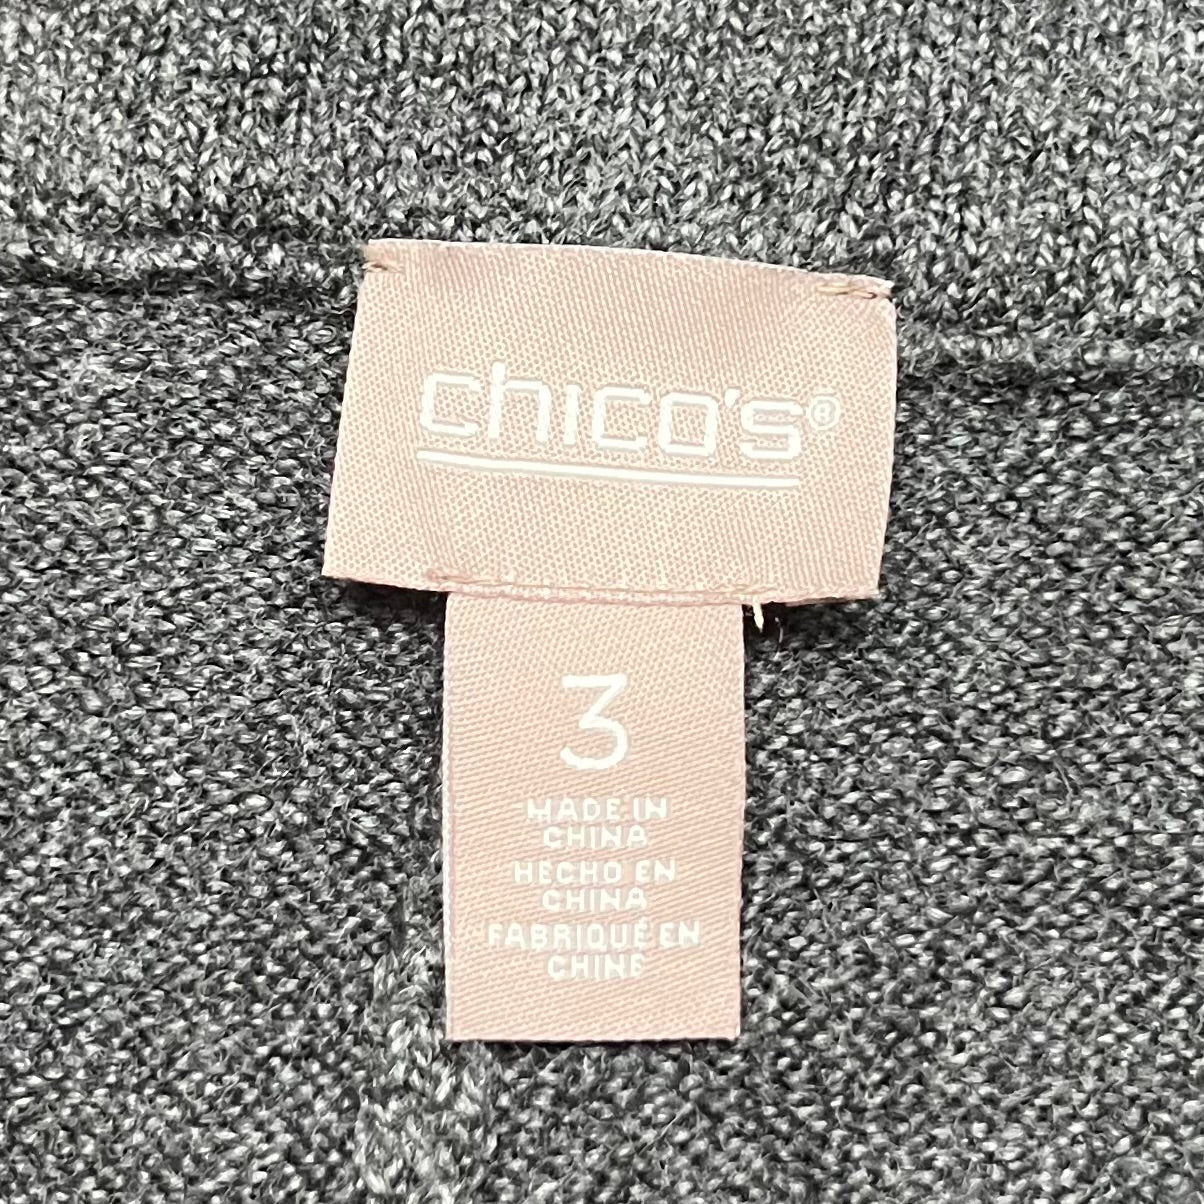 chico's®
3
MADE IN
CHINA
HECHO EN
CHINA
FABRIQUÉ EN
CHINE